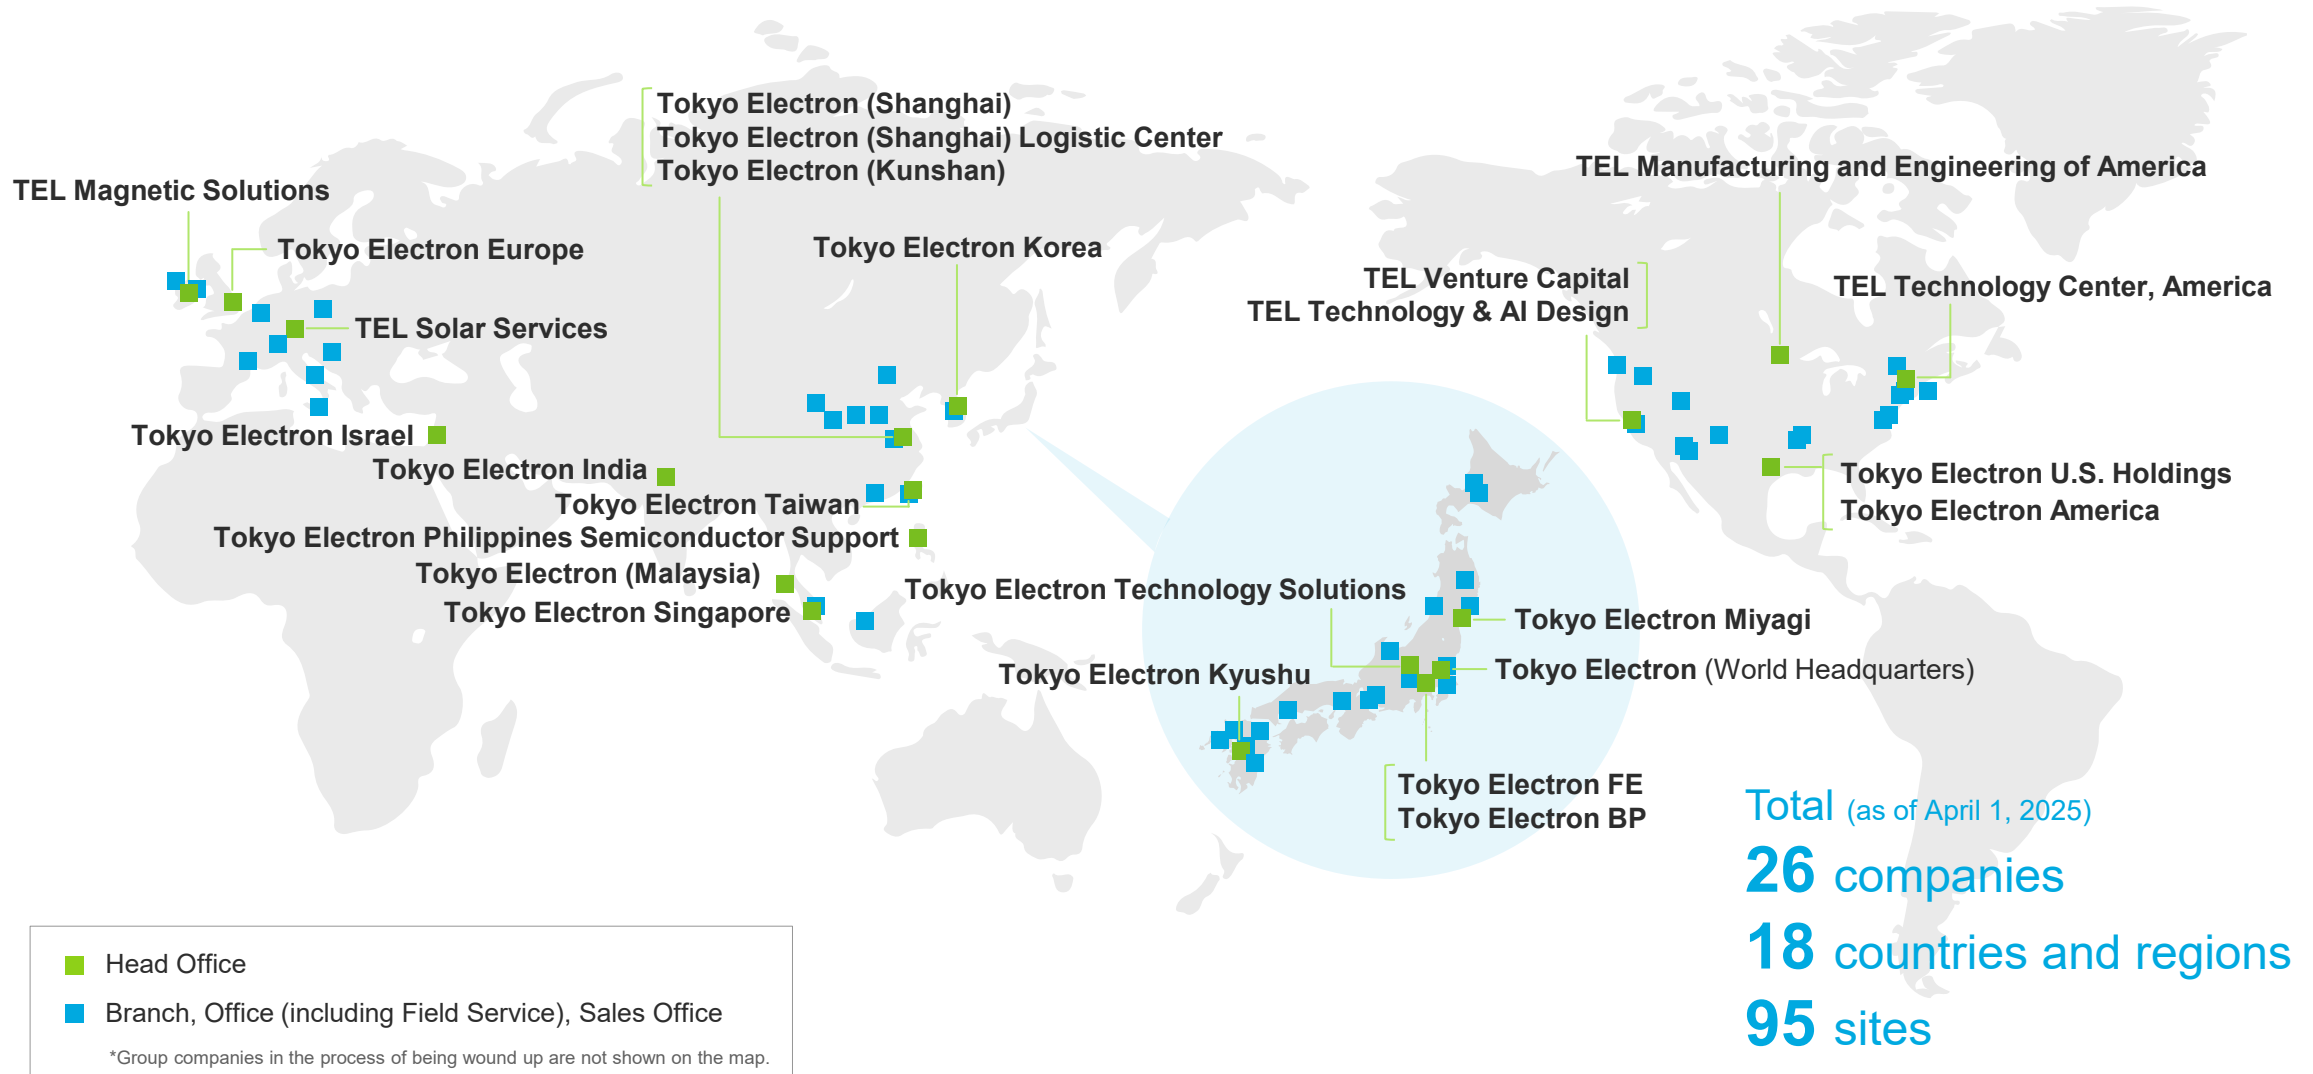 Tokyo Electron (Shanghai)
Tokyo Electron (Shanghai) Logistic Center
Tokyo Electron (Kunshan)
TEL Manufacturing and Engineering of America
TEL Magnetic Solutions
Tokyo Electron Europe
Tokyo Electron Korea
TEL Venture Capital
TEL Technology & AI Design
TEL Technology Center, America
TEL Solar Services
Tokyo Electron Israel
Tokyo Electron India
Tokyo Electron Taiwan
Tokyo Electron Philippines Semiconductor Support
Tokyo Electron (Malaysia)
Tokyo Electron Singapore
Tokyo Electron U.S. Holdings
Tokyo Electron America
Tokyo Electron Technology Solutions
Tokyo Electron Miyagi
Tokyo Electron (World Headquarters)
Tokyo Electron Kyushu
Tokyo Electron FE
Tokyo Electron BP
Total (as of April 1, 2025)
26 companies
18 countries and regions
95 sites
Head Office
Branch, Office (including Field Service), Sales Office
*Group companies in the process of being wound up are not shown on the map.